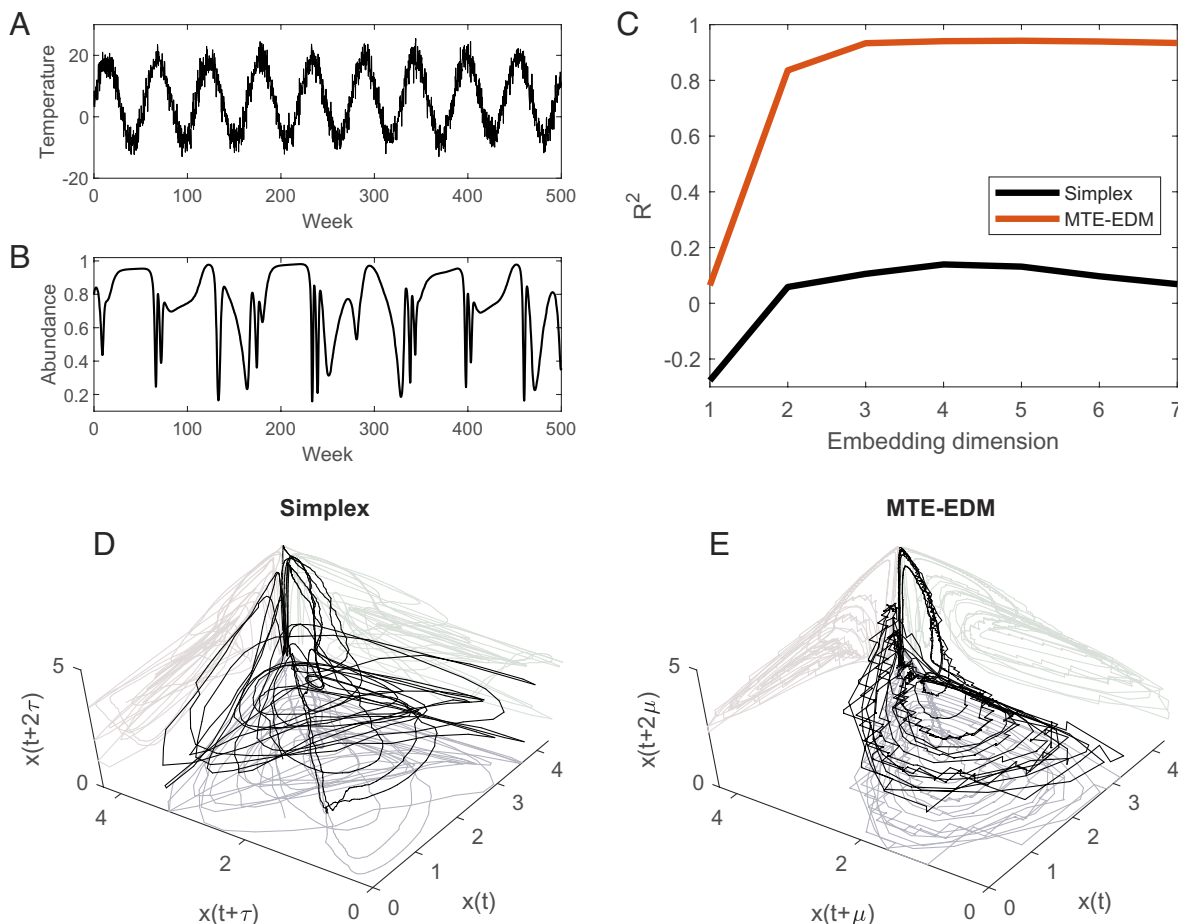 A
Temperature
20
0
-20
0 100 200 300 400 500
Week
B
Abundance
1
0.8
0.6
0.4
0.2
0 100 200 300 400 500
Week
C
R²
1
0.8
0.6
0.4
0.2
0
-0.2
Simplex
MTE-EDM
1 2 3 4 5 6 7
Embedding dimension
Simplex
D
x(t+2τ)
5
0
4
2
0
x(t+τ)
0
1
2
3
4
x(t)
MTE-EDM
E
x(t+2μ)
5
0
4
2
0
x(t+μ)
0
1
2
3
4
x(t)